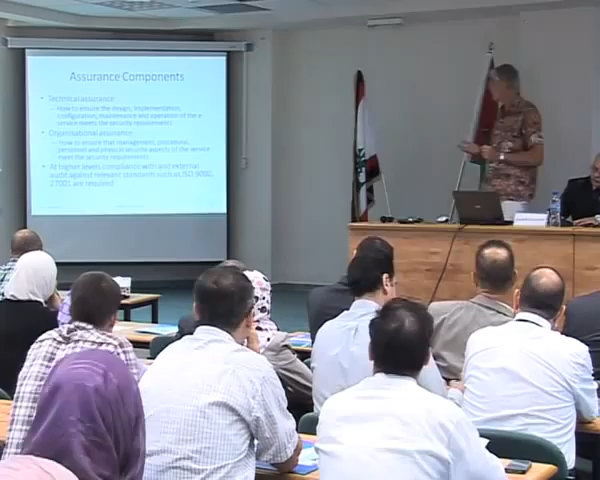 Assurance Components
• Technical assurance
– How to ensure the design, implementation,
configuration, maintenance and operation of the e
service meets the security requirements
• Organisational assurance
– How to ensure that management, procedural,
personnel and physical security aspects of the service
meet the security requirements
• At higher levels compliance with and external
audit against relevant standards such as ISO 9000,
27001 are required.